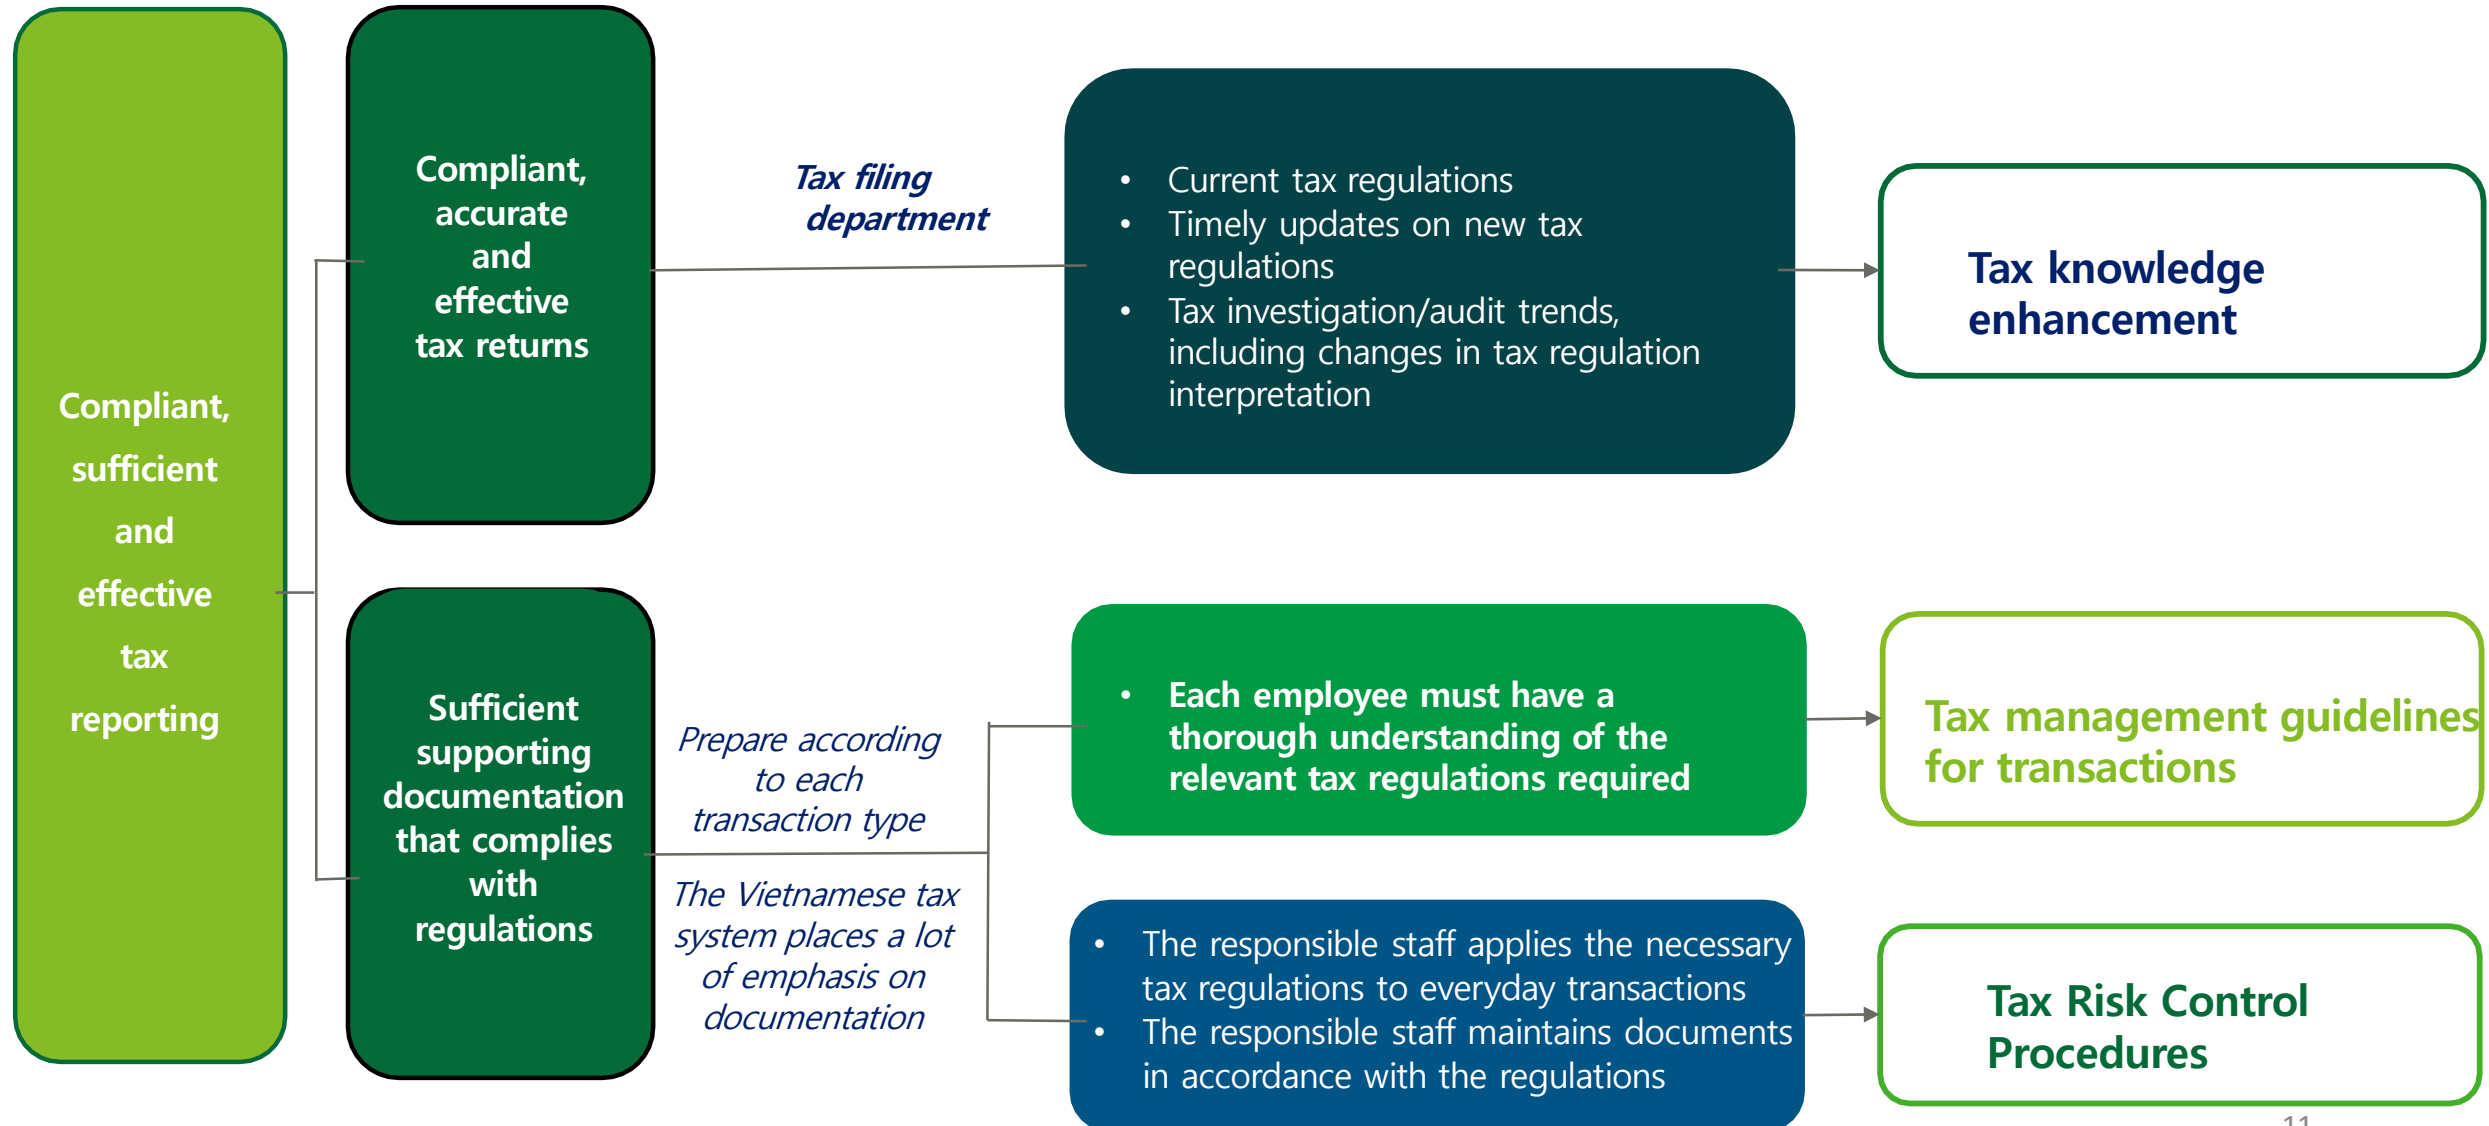 Compliant,
sufficient
and
effective
tax
reporting
Compliant,
accurate
and
effective
tax returns
Tax filing
department
• Current tax regulations
• Timely updates on new tax
regulations
• Tax investigation/audit trends,
including changes in tax regulation
interpretation
Tax knowledge
enhancement
Sufficient
supporting
documentation
that complies
with
regulations
Prepare according
to each
transaction type
The Vietnamese tax
system places a lot
of emphasis on
documentation
• Each employee must have a
thorough understanding of the
relevant tax regulations required
Tax management guidelines
for transactions
• The responsible staff applies the necessary
tax regulations to everyday transactions
• The responsible staff maintains documents
in accordance with the regulations
Tax Risk Control
Procedures
11